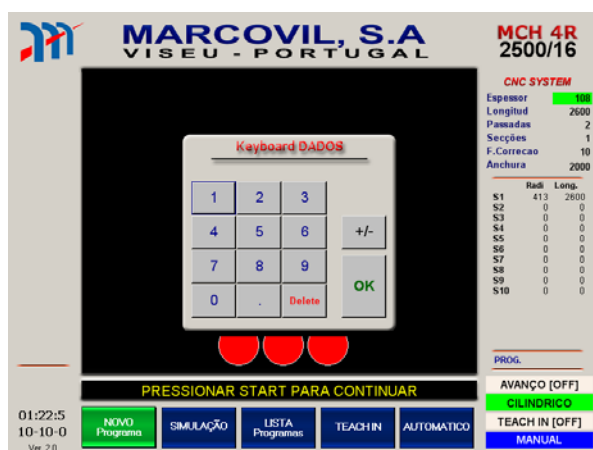 MARCOVIL, S.A
VISEU - PORTUGAL
MCH 4R
2500/16
CNC SYSTEM
Espessor 108
Longitud 2600
Passadas 2
Secções 1
F.Correcao 10
Anchura 2000
Radi Long.
S1 413 2600
S2 0 0
S3 0 0
S4 0 0
S5 0 0
S6 0 0
S7 0 0
S8 0 0
S9 0 0
S10 0 0
PROG.
Keyboard DADOS
1 2 3
4 5 6 +/-
7 8 9
OK
0 . Delete
PRESSIONAR START PARA CONTINUAR
AVANÇO [OFF]
CILINDRICO
TEACH IN [OFF]
MANUAL
01:22:5
10-10-0
Ver. 2.0
NOVO
Programa
SIMULAÇÃO
LISTA
Programas
TEACH IN
AUTOMATICO